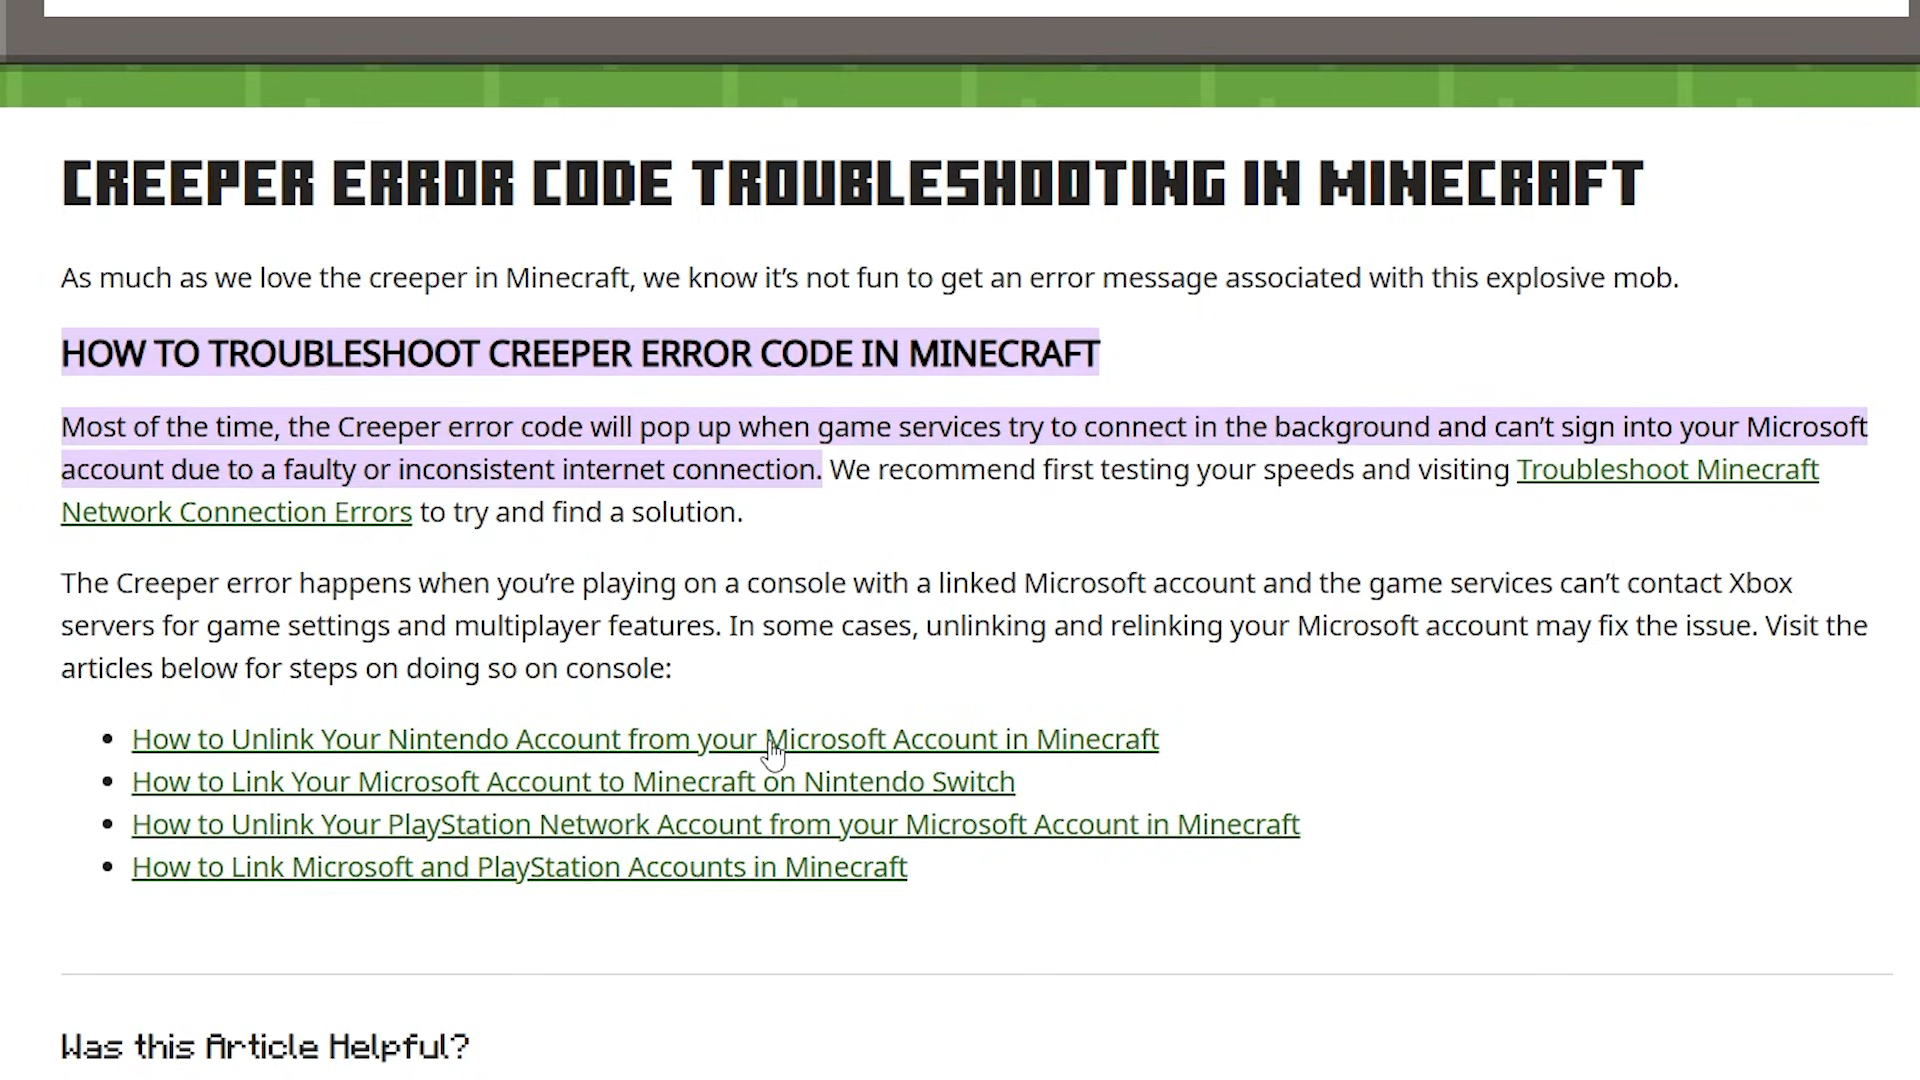 CREEPER ERROR CODE TROUBLESHOOTING IN MINECRAFT
As much as we love the creeper in Minecraft, we know it’s not fun to get an error message associated with this explosive mob.
HOW TO TROUBLESHOOT CREEPER ERROR CODE IN MINECRAFT
Most of the time, the Creeper error code will pop up when game services try to connect in the background and can’t sign into your Microsoft
account due to a faulty or inconsistent internet connection. We recommend first testing your speeds and visiting Troubleshoot Minecraft
Network Connection Errors to try and find a solution.
The Creeper error happens when you’re playing on a console with a linked Microsoft account and the game services can’t contact Xbox
servers for game settings and multiplayer features. In some cases, unlinking and relinking your Microsoft account may fix the issue. Visit the
articles below for steps on doing so on console:
• How to Unlink Your Nintendo Account from your Microsoft Account in Minecraft
• How to Link Your Microsoft Account to Minecraft on Nintendo Switch
• How to Unlink Your PlayStation Network Account from your Microsoft Account in Minecraft
• How to Link Microsoft and PlayStation Accounts in Minecraft
Was this Article Helpful?